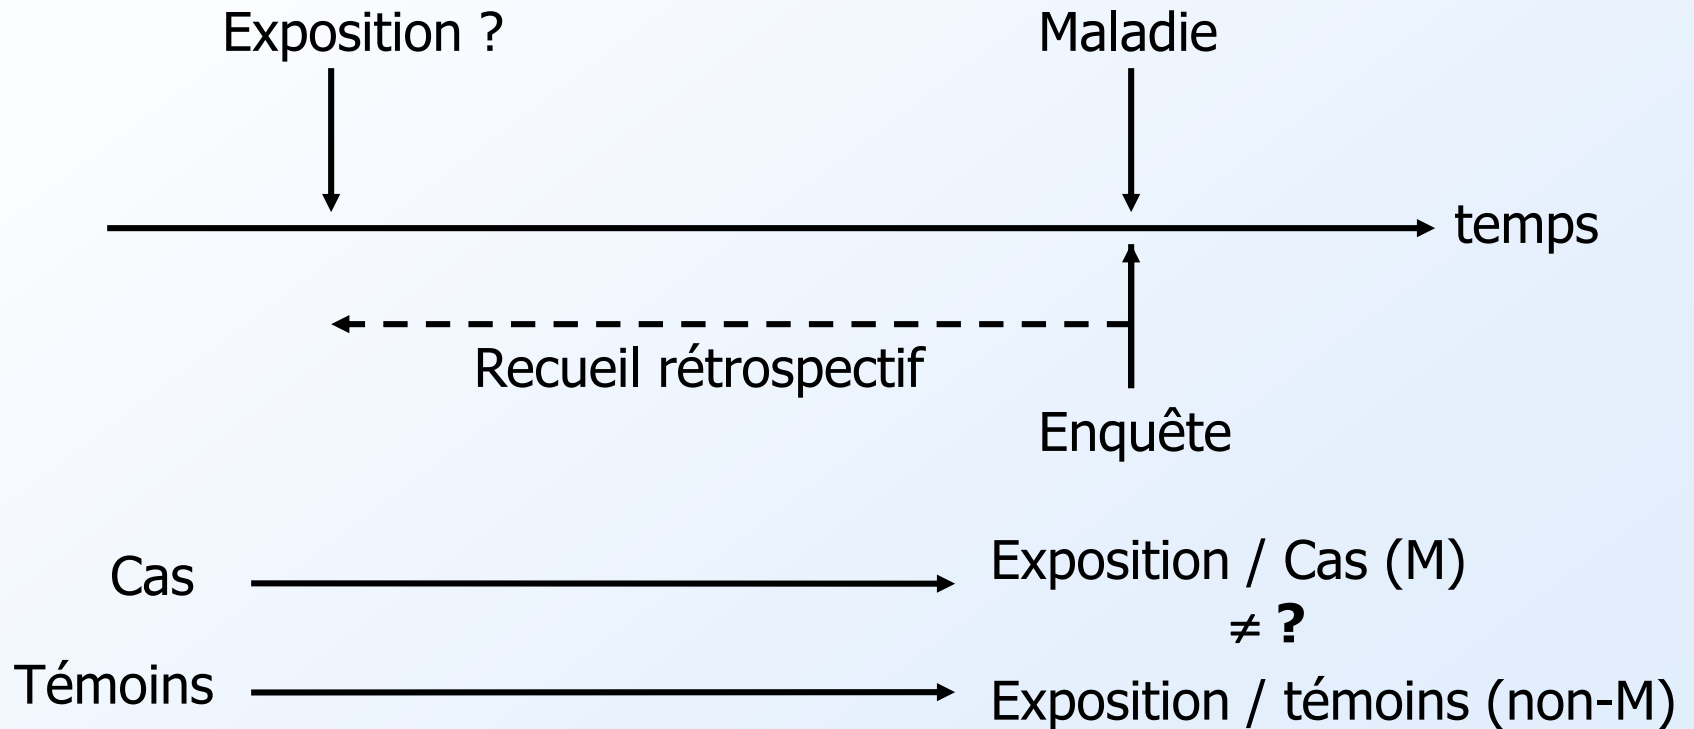 Exposition ?
Maladie
temps
Recueil rétrospectif
Enquête
Cas
Exposition / Cas (M)
≠ ?
Témoins
Exposition / témoins (non-M)